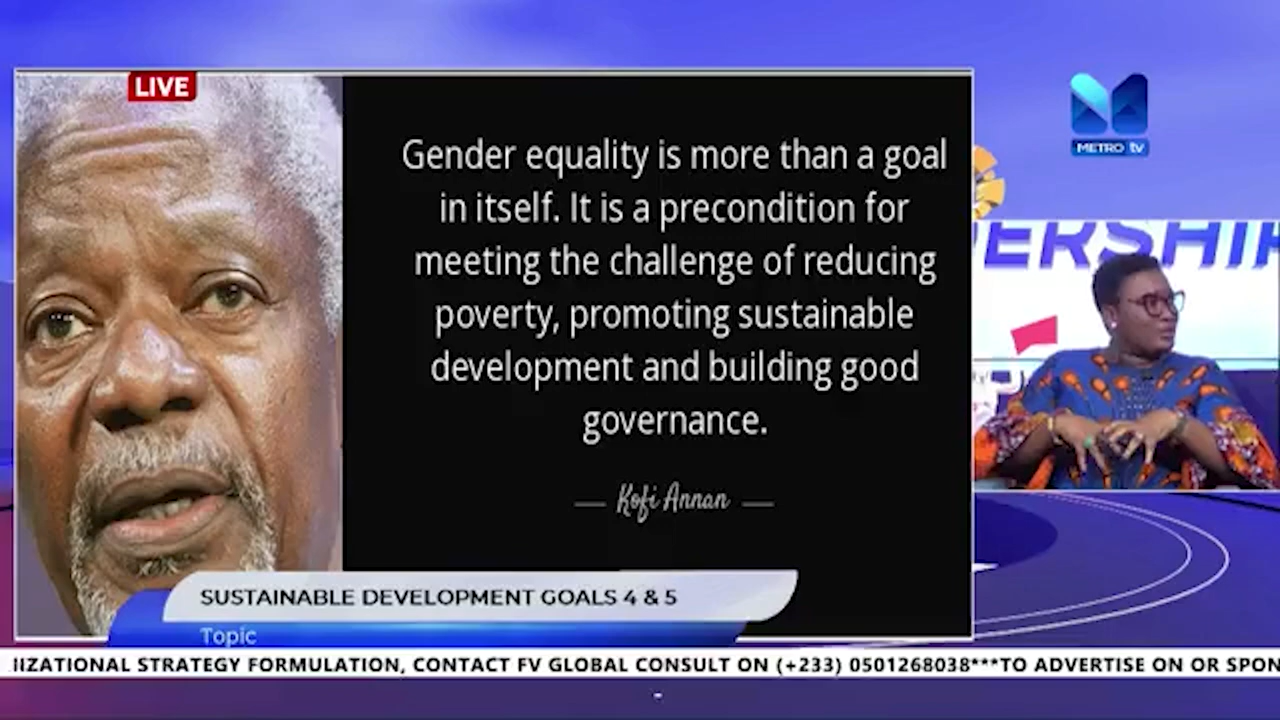 LIVE
Gender equality is more than a goal
in itself. It is a precondition for
meeting the challenge of reducing
poverty, promoting sustainable
development and building good
governance.
— Kofi Annan —
METRO tv
DERSHIP
SUSTAINABLE DEVELOPMENT GOALS 4 & 5
Topic
IIZATIONAL STRATEGY FORMULATION, CONTACT FV GLOBAL CONSULT ON (+233) 0501268038***TO ADVERTISE ON OR SPON
-